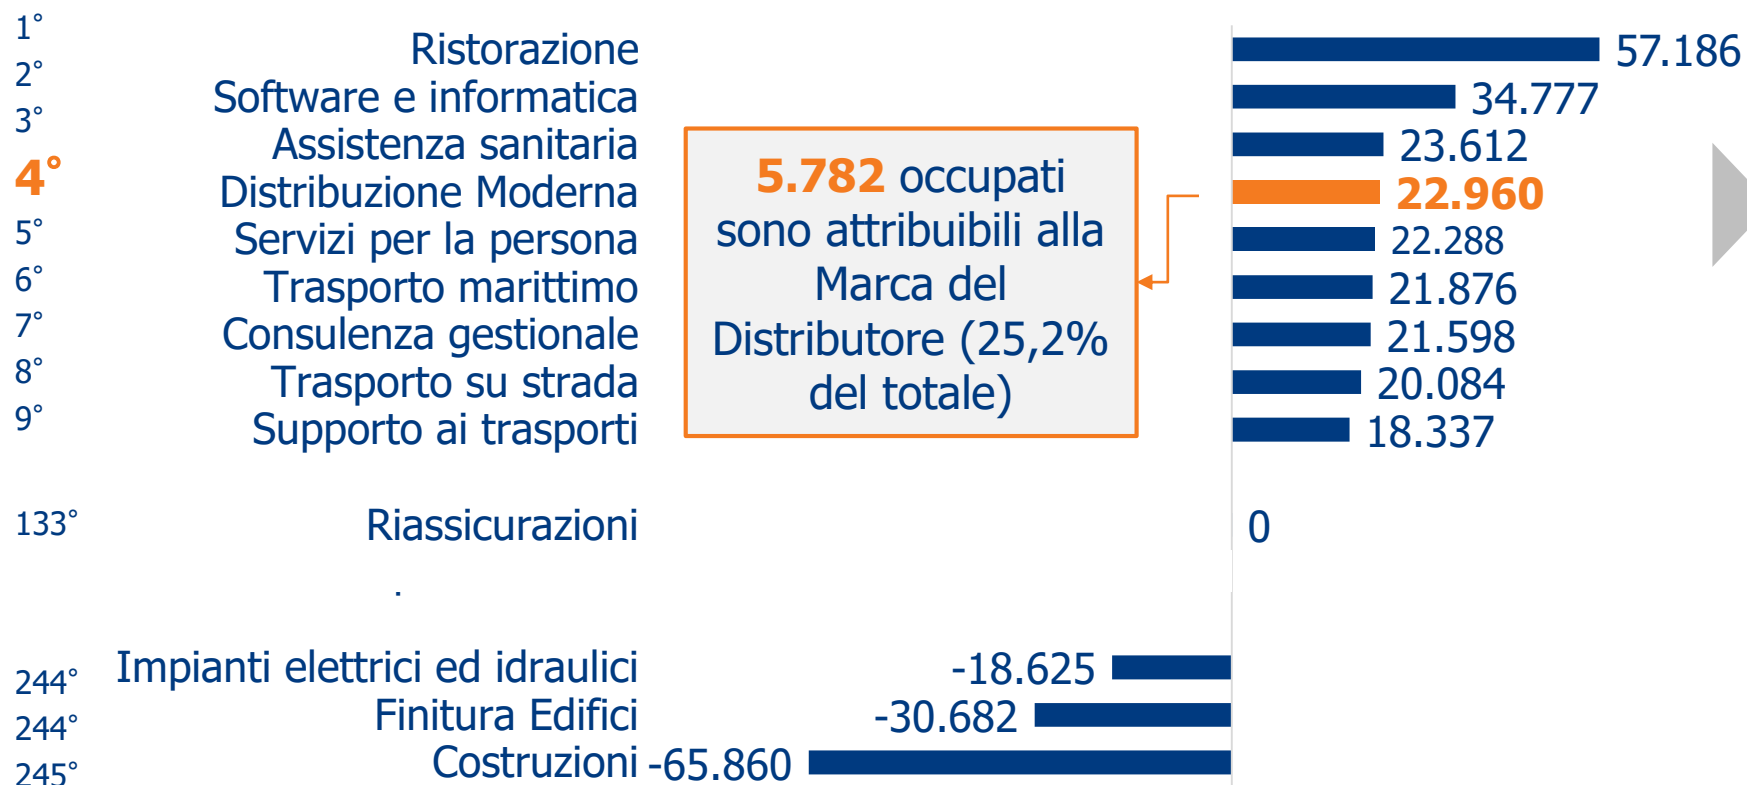 1° Ristorazione 57.186
2° Software e informatica 34.777
3° Assistenza sanitaria 23.612
4° Distribuzione Moderna 22.960
5° Servizi per la persona 22.288
6° Trasporto marittimo 21.876
7° Consulenza gestionale 21.598
8° Trasporto su strada 20.084
9° Supporto ai trasporti 18.337
5.782 occupati
sono attribuibili alla
Marca del
Distributore (25,2%
del totale)
133° Riassicurazioni 0
.
244° Impianti elettrici ed idraulici -18.625
244° Finitura Edifici -30.682
245° Costruzioni -65.860